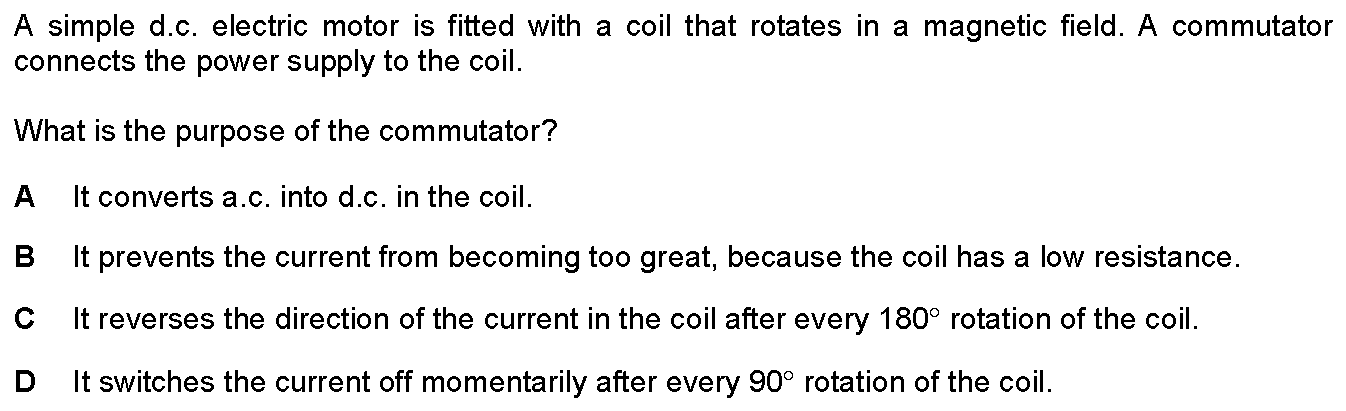 A simple d.c. electric motor is fitted with a coil that rotates in a magnetic field. A commutator
connects the power supply to the coil.
What is the purpose of the commutator?
A It converts a.c. into d.c. in the coil.
B It prevents the current from becoming too great, because the coil has a low resistance.
C It reverses the direction of the current in the coil after every 180° rotation of the coil.
D It switches the current off momentarily after every 90° rotation of the coil.